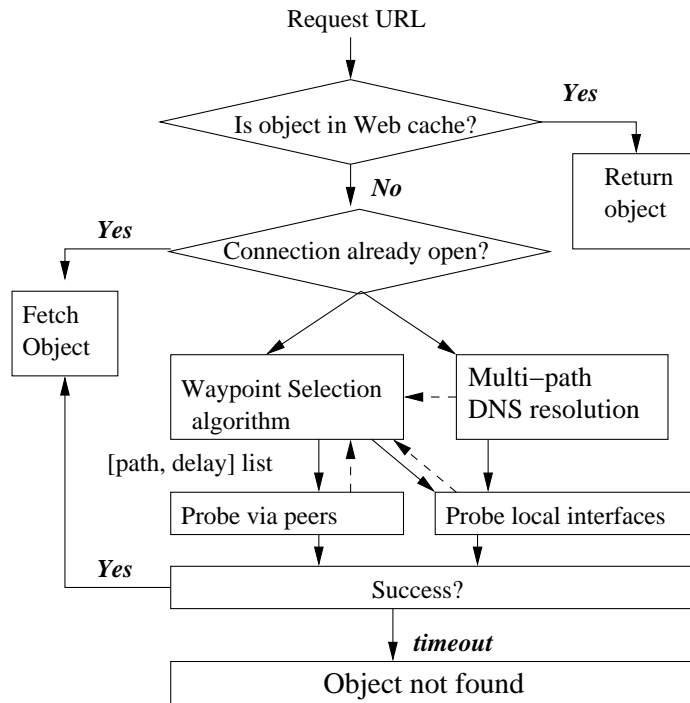 Request URL
Is object in Web cache?
Yes
Return
object
No
Yes
Connection already open?
Fetch
Object
Waypoint Selection
algorithm
Multi−path
DNS resolution
[path, delay] list
Probe via peers
Probe local interfaces
Yes
Success?
timeout
Object not found